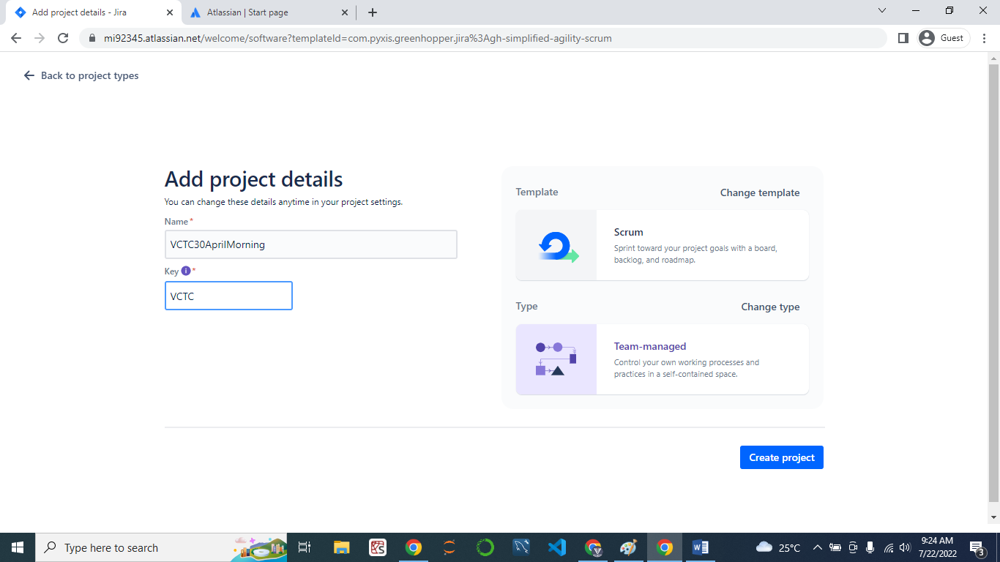 Add project details - Jira
Atlassian | Start page
mi92345.atlassian.net/welcome/software?templateId=com.pyxis.greenhopper.jira%3Agh-simplified-agility-scrum
Guest
Back to project types
Add project details
You can change these details anytime in your project settings.
Name *
VCTC30AprilMorning
Key i *
VCTC
Template
Change template
Scrum
Sprint toward your project goals with a board,
backlog, and roadmap.
Type
Change type
Team-managed
Control your own working processes and
practices in a self-contained space.
Create project
Type here to search
25°C
9:24 AM
7/22/2022
3